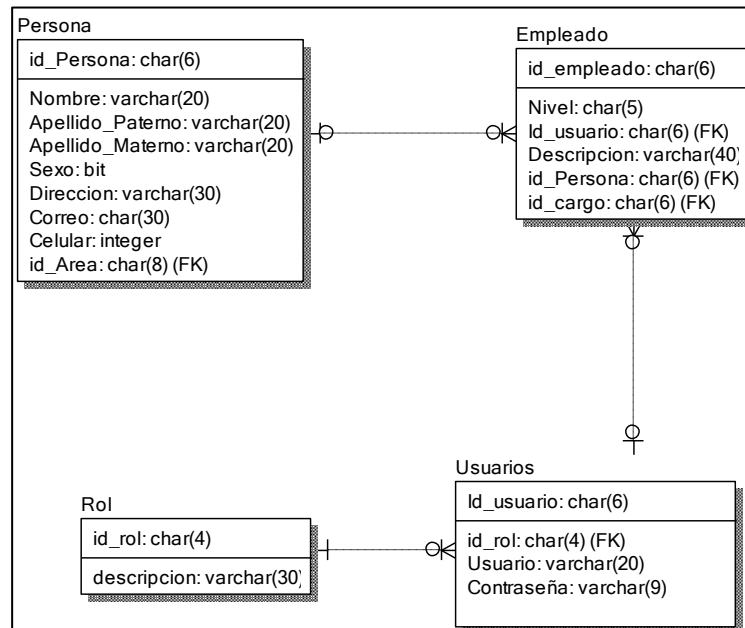 Persona
id_Persona: char(6)
Nombre: varchar(20)
Apellido_Paterno: varchar(20)
Apellido_Materno: varchar(20)
Sexo: bit
Direccion: varchar(30)
Correo: char(30)
Celular: integer
id_Area: char(8) (FK)
Empleado
id_empleado: char(6)
Nivel: char(5)
Id_usuario: char(6) (FK)
Descripcion: varchar(40)
id_Persona: char(6) (FK)
id_cargo: char(6) (FK)
Rol
id_rol: char(4)
descripcion: varchar(30)
Usuarios
Id_usuario: char(6)
id_rol: char(4) (FK)
Usuario: varchar(20)
Contraseña: varchar(9)